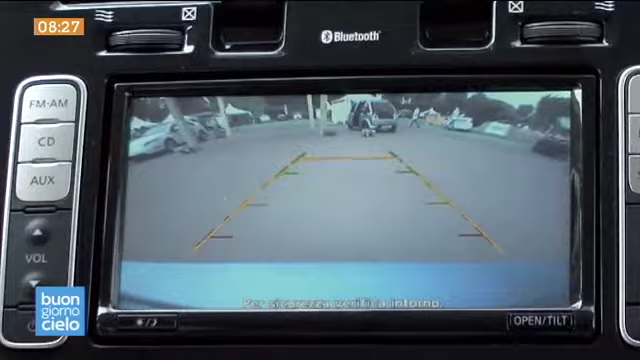 08:27
Bluetooth
FM·AM
CD
AUX
VOL
Per sicurezza verifica intorno.
OPEN/TILT
buon
giorno
cielo